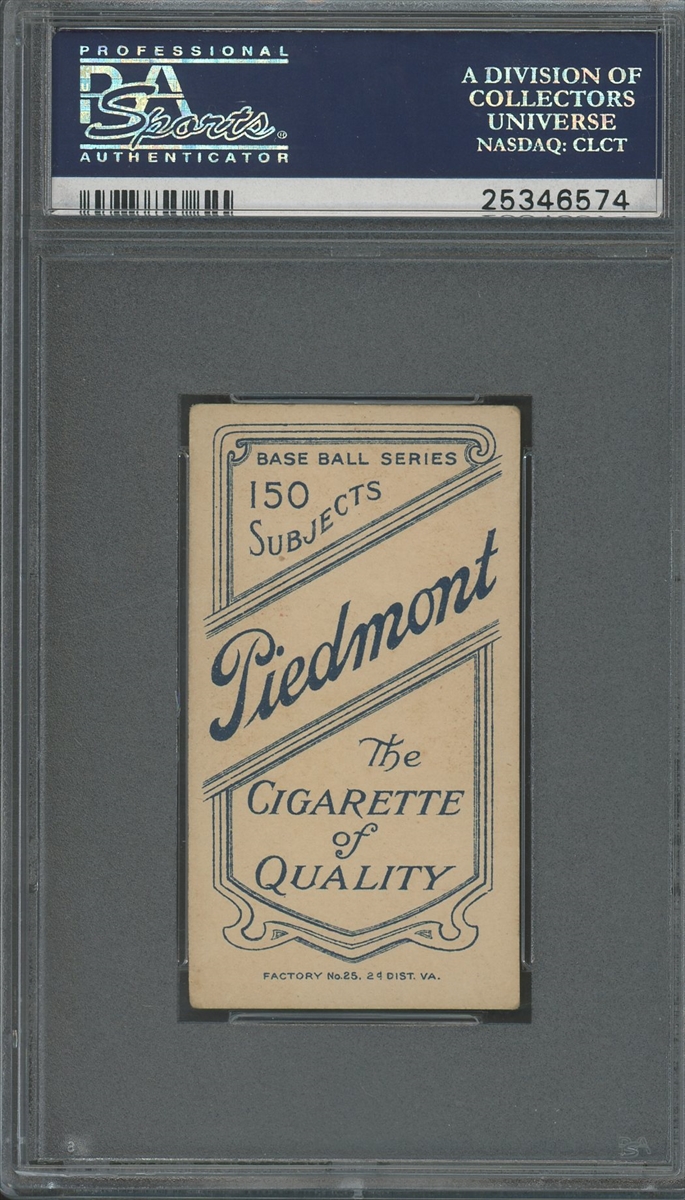 PROFESSIONAL
PSA
Sports®
AUTHENTICATOR
A DIVISION OF
COLLECTORS
UNIVERSE
NASDAQ: CLCT
25346574
BASE BALL SERIES
150
SUBJECTS
Piedmont
The
CIGARETTE
of
QUALITY
FACTORY No.25. 2d DIST. VA.
PSA